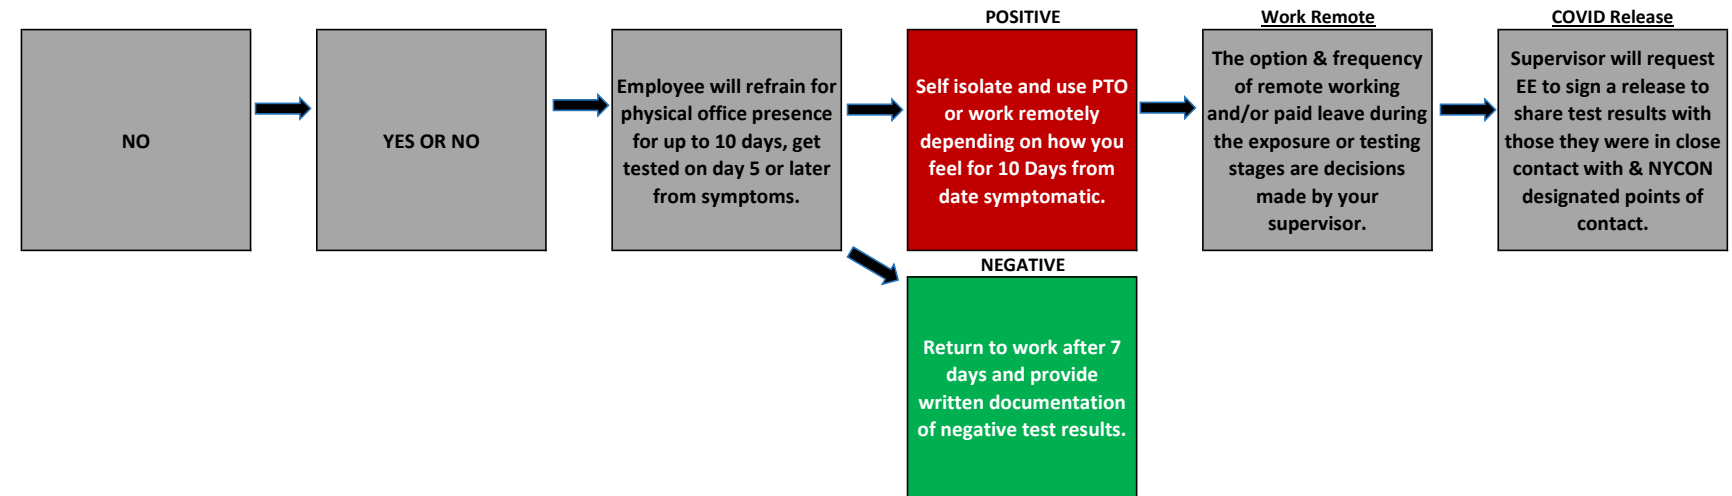 NO
YES OR NO
Employee will refrain for
physical office presence
for up to 10 days, get
tested on day 5 or later
from symptoms.
POSITIVE
Self isolate and use PTO
or work remotely
depending on how you
feel for 10 Days from
date symptomatic.
Work Remote
The option & frequency
of remote working
and/or paid leave during
the exposure or testing
stages are decisions
made by your
supervisor.
COVID Release
Supervisor will request
EE to sign a release to
share test results with
those they were in close
contact with & NYCON
designated points of
contact.
NEGATIVE
Return to work after 7
days and provide
written documentation
of negative test results.